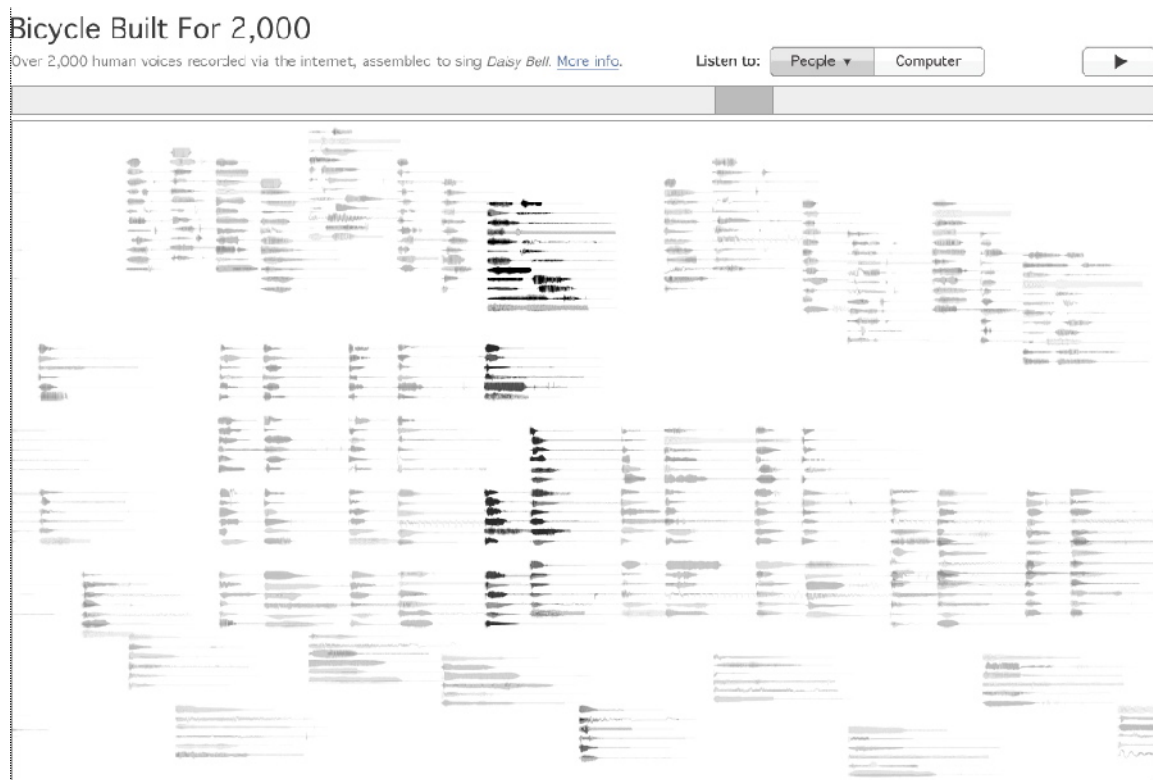 Bicycle Built For 2,000
Over 2,000 human voices recorded via the internet, assembled to sing Daisy Bell. More info.
Listen to: People ▾ Computer